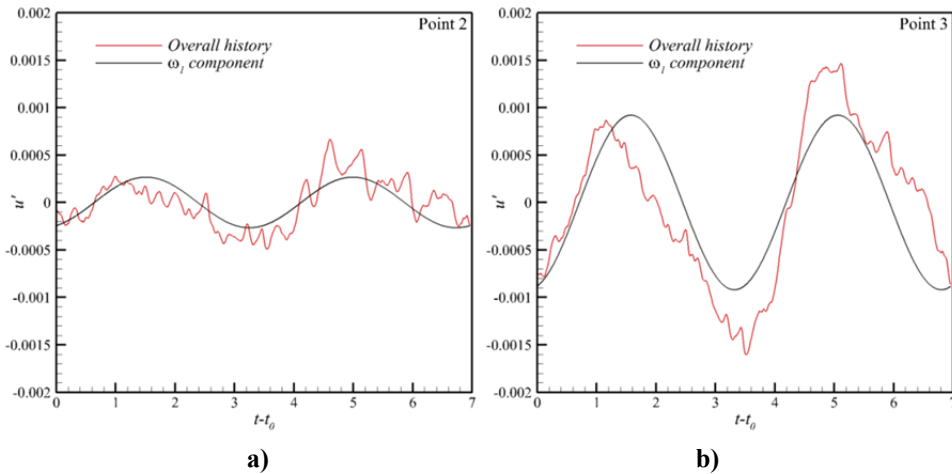 0.002
0.0015
0.001
0.0005
0
-0.0005
-0.001
-0.0015
-0.002
u'
Point 2
Overall history
ω₁ component
0 1 2 3 4 5 6 7
t-t₀
a)
0.002
0.0015
0.001
0.0005
0
-0.0005
-0.001
-0.0015
-0.002
u'
Point 3
Overall history
ω₁ component
0 1 2 3 4 5 6 7
t-t₀
b)